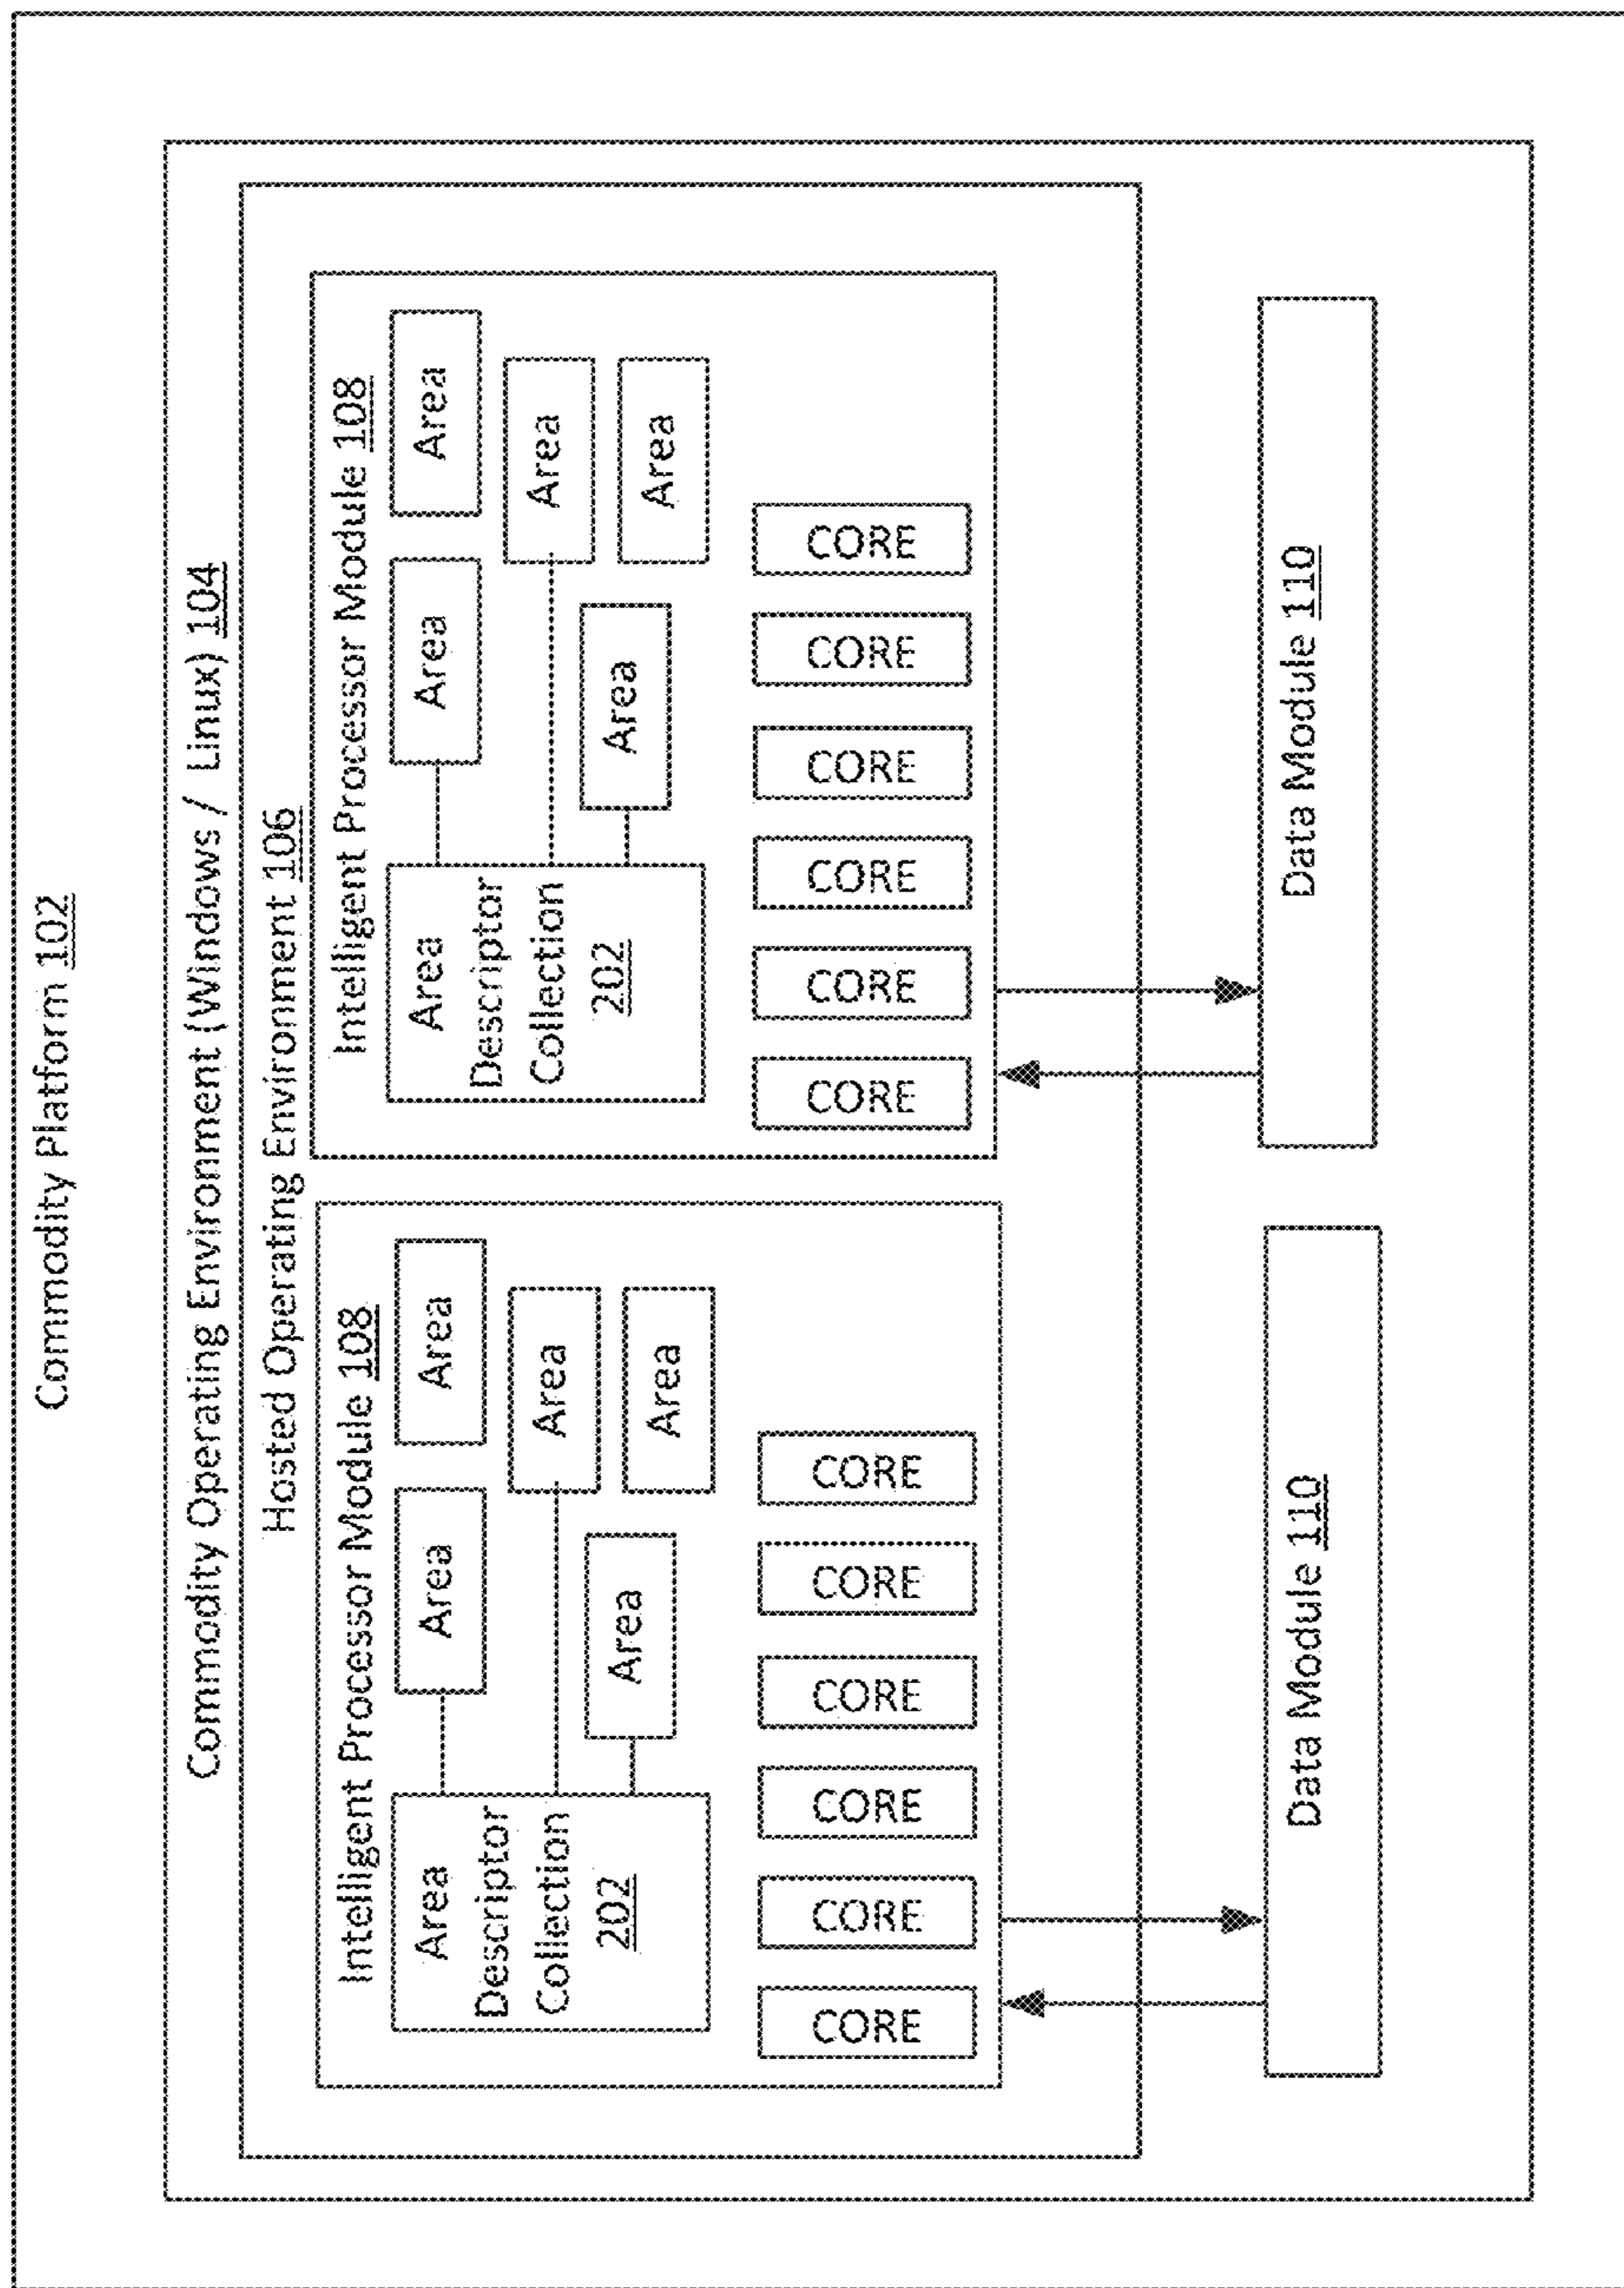 Commodity Platform 102
Commodity Operating Environment (Windows / Linux) 104
Hosted Operating Environment 106
Intelligent Processor Module 108
Area
Descriptor
Collection
202
Area
Area
Area
Area
Area
CORE
CORE
CORE
CORE
CORE
CORE
Data Module 110
Intelligent Processor Module 108
Area
Descriptor
Collection
202
Area
Area
Area
Area
Area
CORE
CORE
CORE
CORE
CORE
CORE
Data Module 110